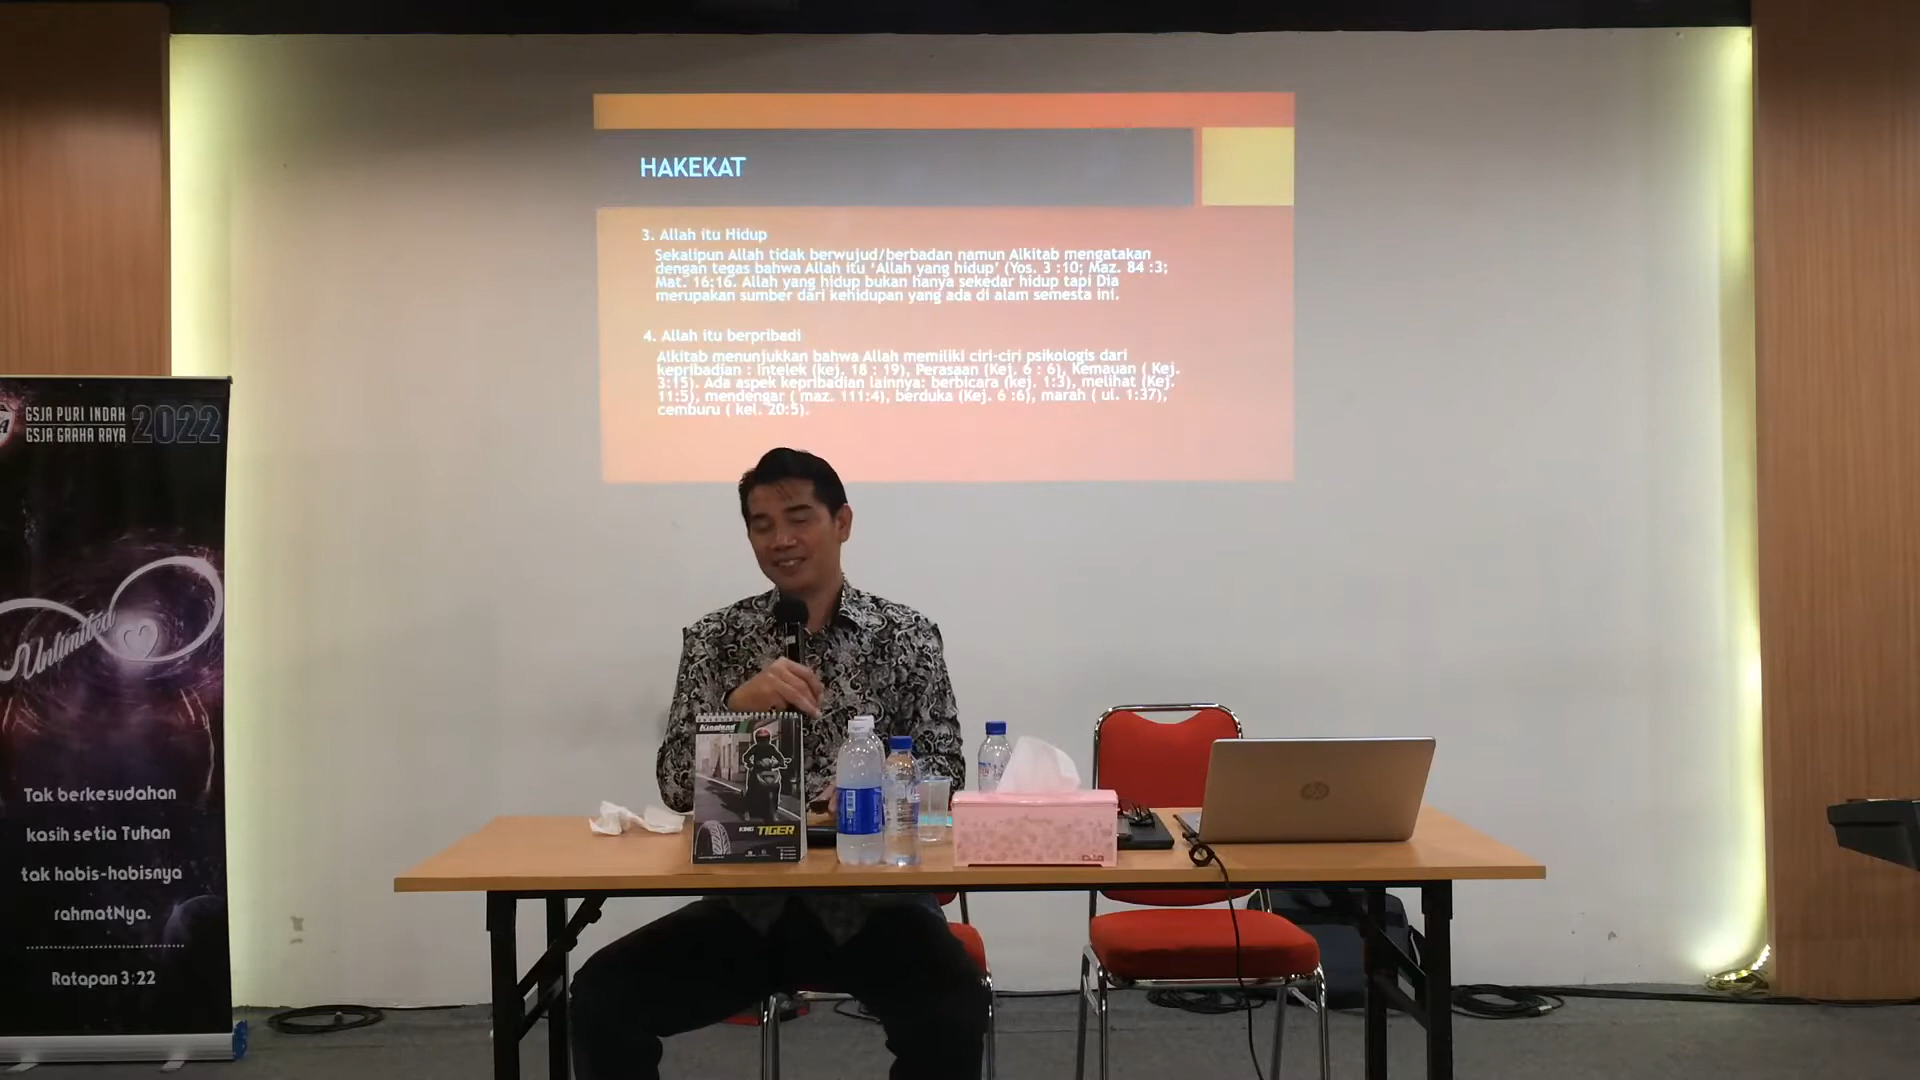 HAKEKAT
3. Allah itu Hidup
Sekalipun Allah tidak berwujud/berbadan namun Alkitab mengatakan
dengan tegas bahwa Allah itu ‘Allah yang hidup’ (Yos. 3 :10; Maz. 84 :3;
Mat. 16:16. Allah yang hidup bukan hanya sekedar hidup tapi Dia
merupakan sumber dari kehidupan yang ada di alam semesta ini.
4. Allah itu berpribadi
Alkitab menunjukkan bahwa Allah memiliki ciri-ciri psikologis dari
kepribadian : Intelek (kej. 18 : 19), Perasaan (Kej. 6 : 6), Kemauan ( Kej.
3:15). Ada aspek kepribadian lainnya: berbicara (kej. 1:3), melihat (Kej.
11:5), mendengar ( maz. 111:4), berduka (Kej. 6 :6), marah ( ul. 1:37),
cemburu ( kel. 20:5).
GSJA PURI INDAH
GSJA GRAHA RAYA
2022
Unlimited
Tak berkesudahan
kasih setia Tuhan
tak habis-habisnya
rahmatNya.
Ratapan 3:22
Kingland
KING TIGER
hp